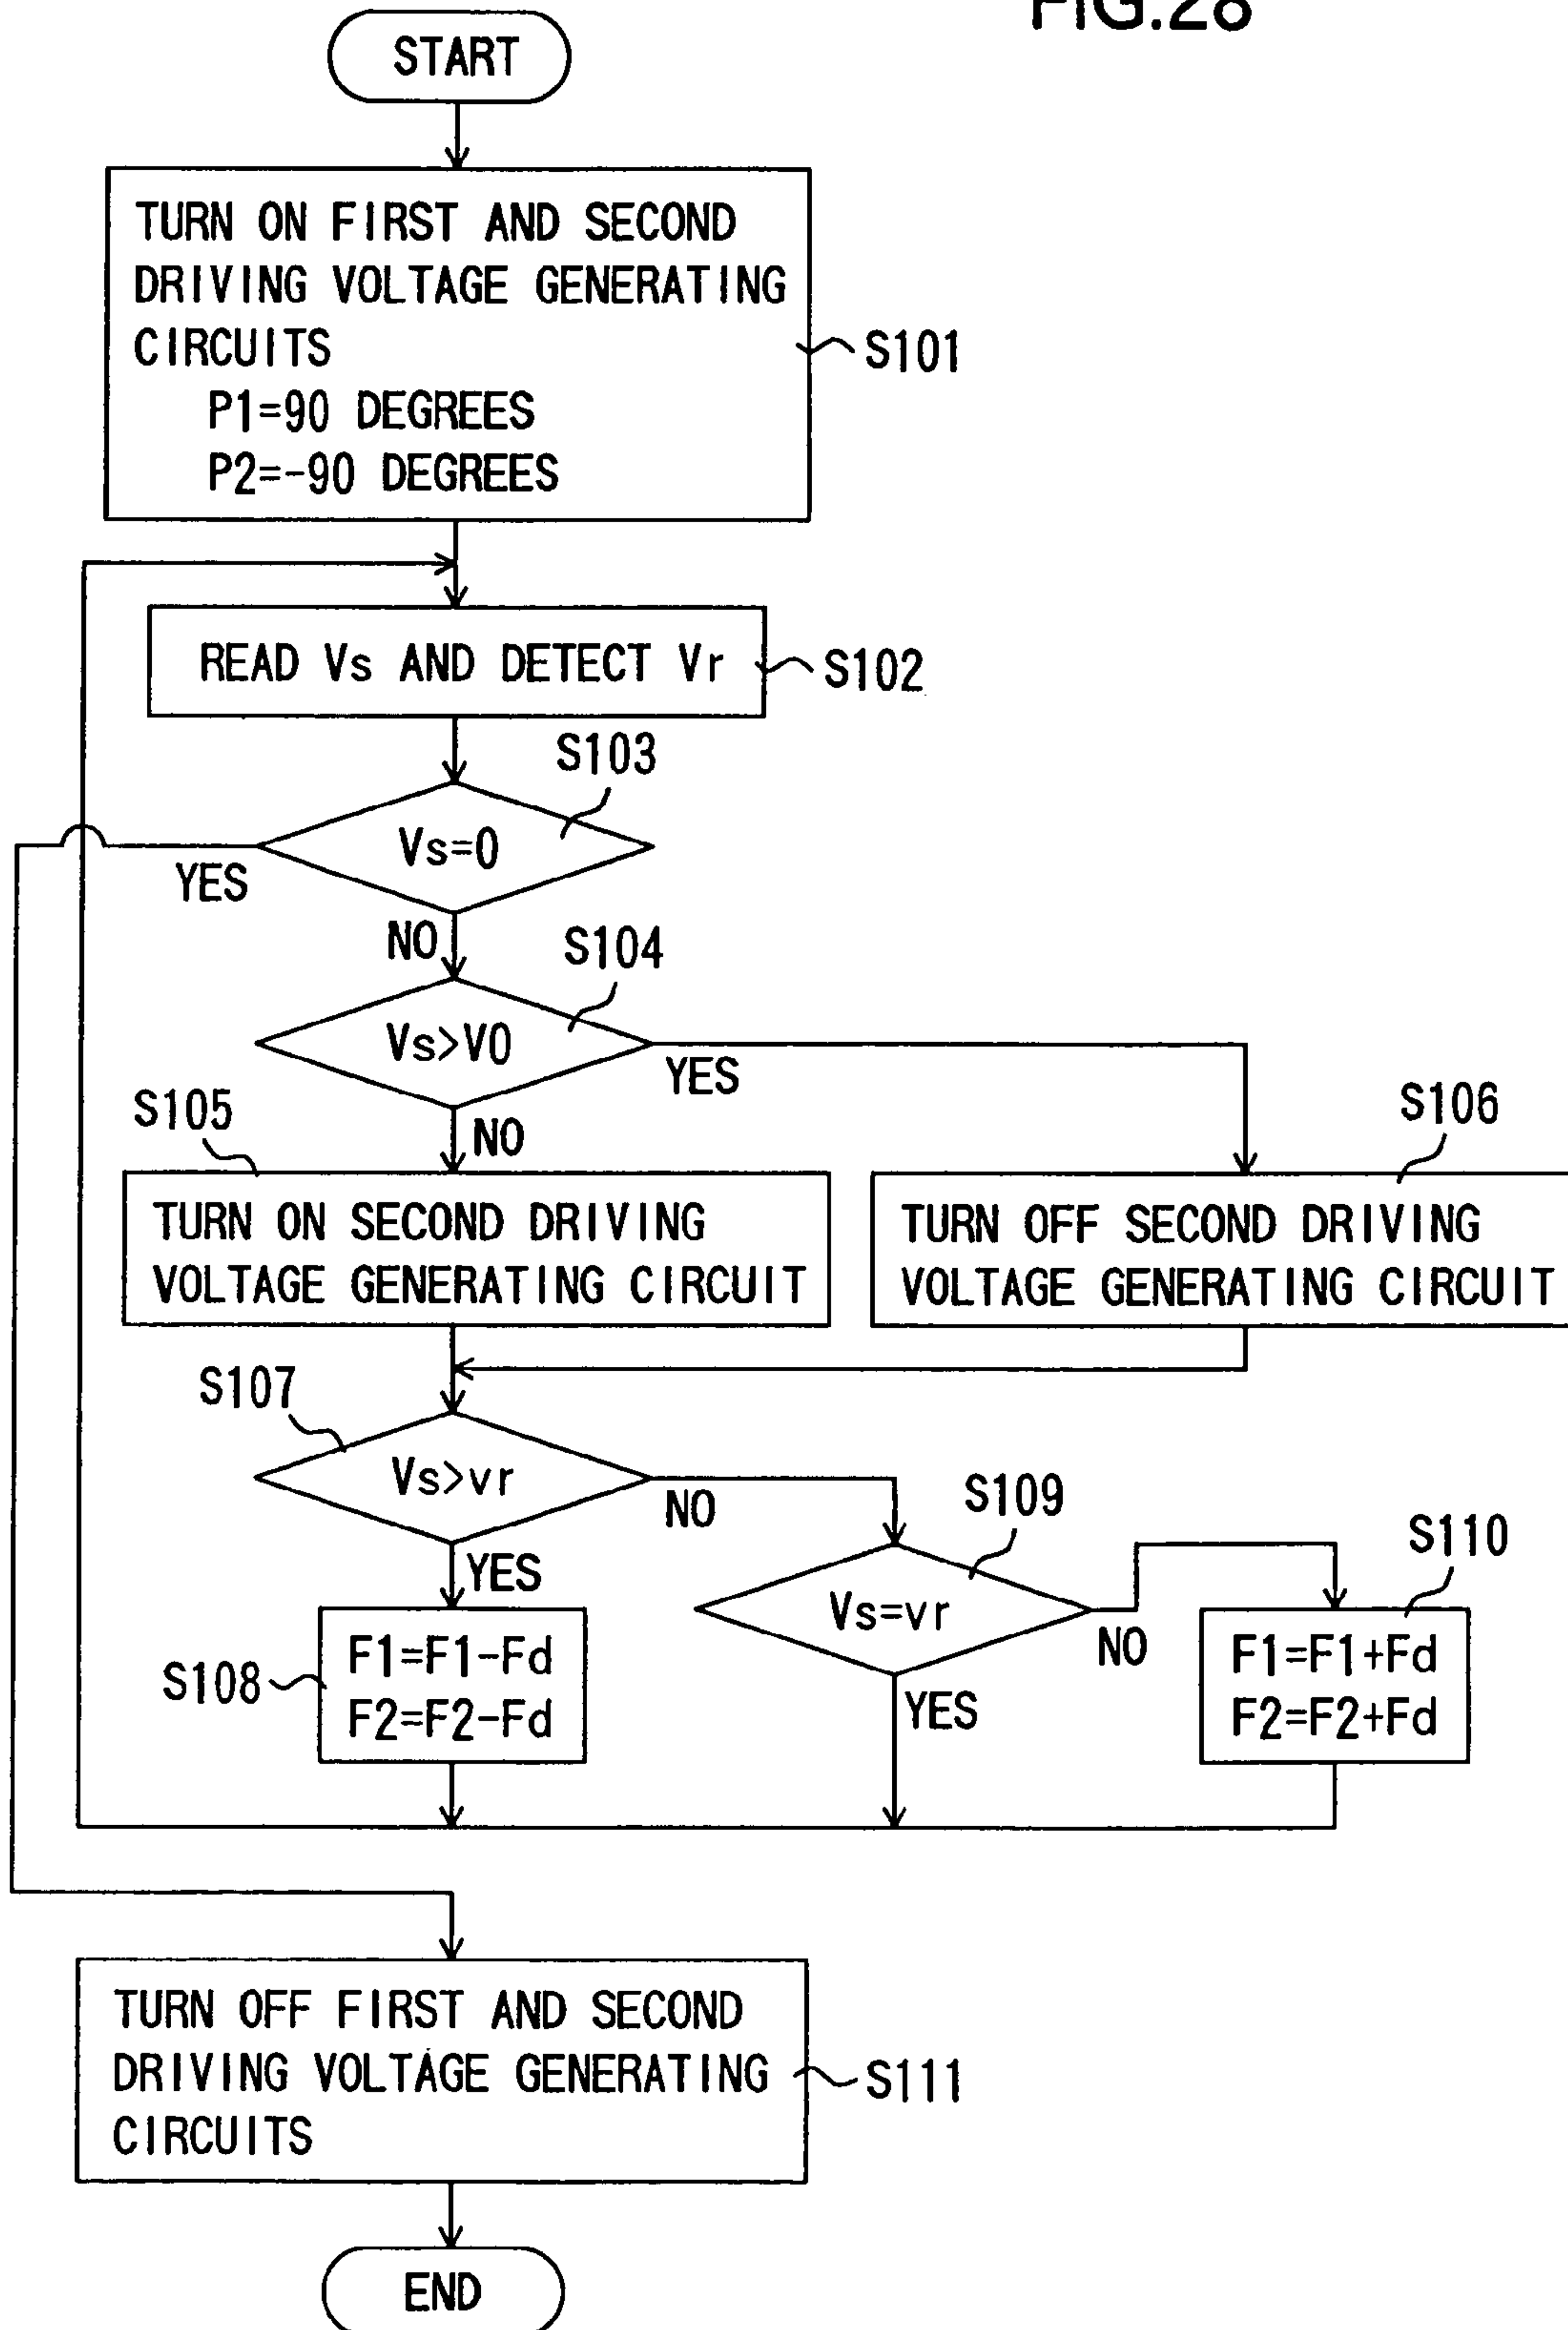 FIG.28
START
TURN ON FIRST AND SECOND
DRIVING VOLTAGE GENERATING
CIRCUITS
P1=90 DEGREES
P2=-90 DEGREES
S101
READ Vs AND DETECT Vr
S102
S103
Vs=0
YES
NO
S104
Vs>V0
YES
NO
S105
TURN ON SECOND DRIVING
VOLTAGE GENERATING CIRCUIT
S106
TURN OFF SECOND DRIVING
VOLTAGE GENERATING CIRCUIT
S107
Vs>vr
NO
YES
S109
Vs=vr
NO
YES
S108
F1=F1-Fd
F2=F2-Fd
S110
F1=F1+Fd
F2=F2+Fd
TURN OFF FIRST AND SECOND
DRIVING VOLTAGE GENERATING
CIRCUITS
S111
END